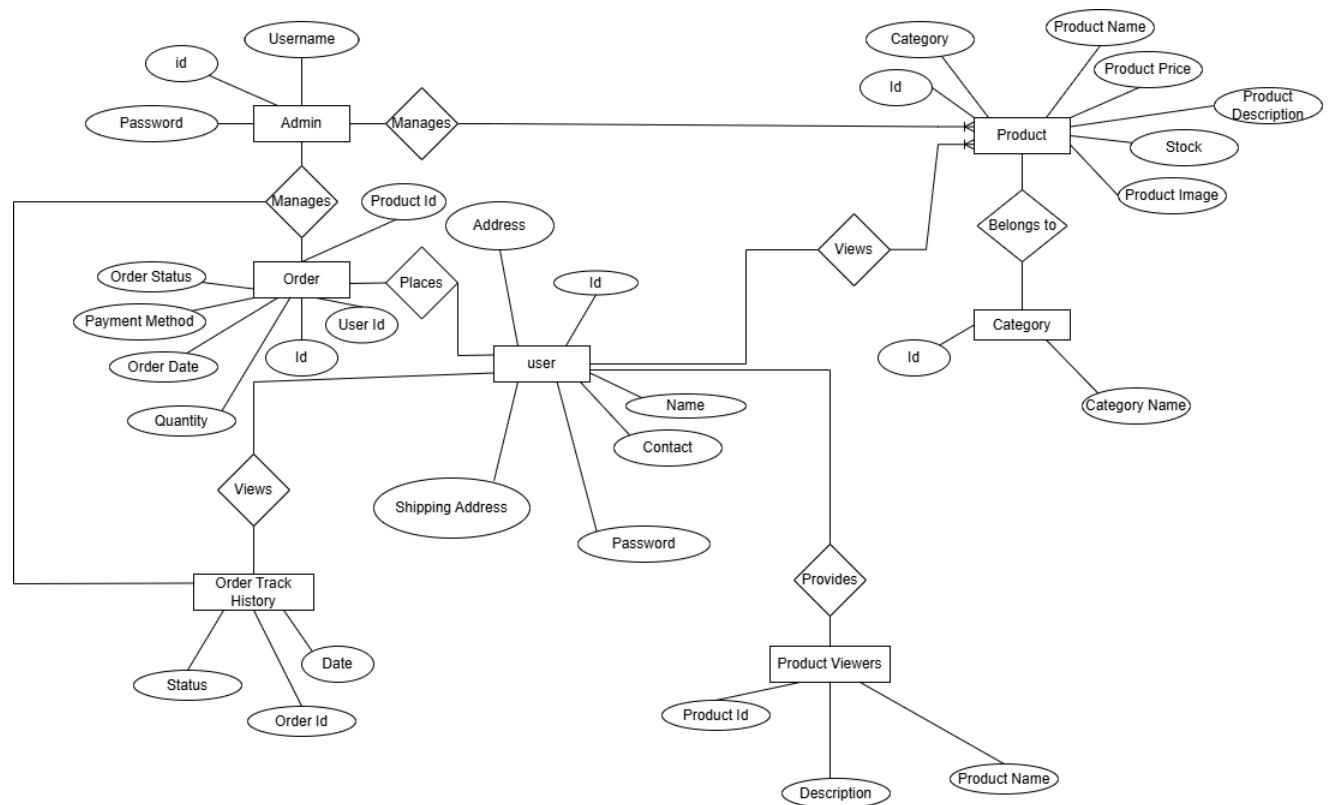 Username
id
Password
Admin
Manages
Category
Id
Product Name
Product Price
Product
Description
Stock
Product Image
Product
Belongs to
Category
Id
Category Name
Manages
Product Id
Order Status
Payment Method
Order Date
Quantity
Order
Id
User Id
Places
Address
Id
user
Name
Contact
Shipping Address
Password
Views
Views
Order Track
History
Status
Order Id
Date
Provides
Product Viewers
Product Id
Description
Product Name